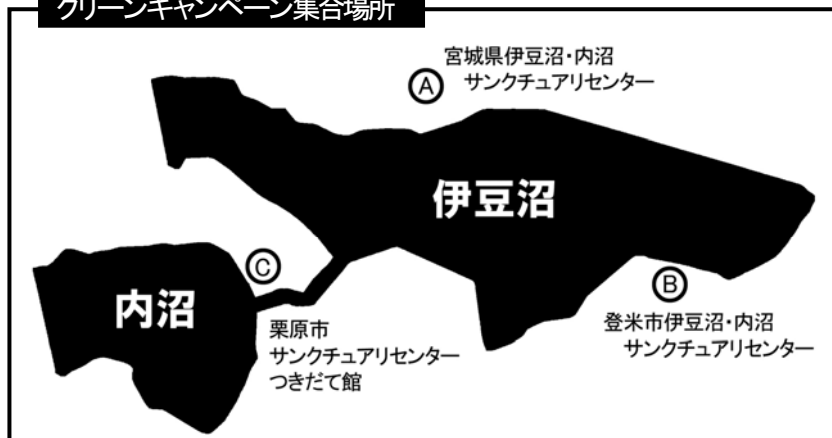 クリーンキャンペーン集合場所
宮城県伊豆沼・内沼
サンクチュアリセンター
Ⓐ
伊豆沼
Ⓒ
内沼
Ⓑ
栗原市
サンクチュアリセンター
つきだて館
登米市伊豆沼・内沼
サンクチュアリセンター